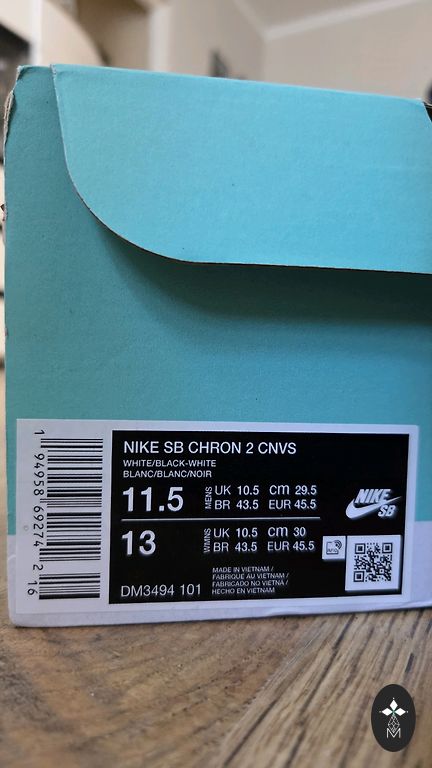 NIKE SB CHRON 2 CNVS
WHITE/BLACK-WHITE
BLANC/BLANC/NOIR
11.5 MENS UK 10.5 cm 29.5
BR 43.5 EUR 45.5
13 WMNS UK 10.5 cm 30
BR 43.5 EUR 45.5
MADE IN VIETNAM /
FABRIQUE AU VIETNAM /
FABRICADO NO VIETNÃ /
HECHO EN VIETNAM
DM3494 101
NIKE
SB
RFID
1 94958 69274 2 16
M